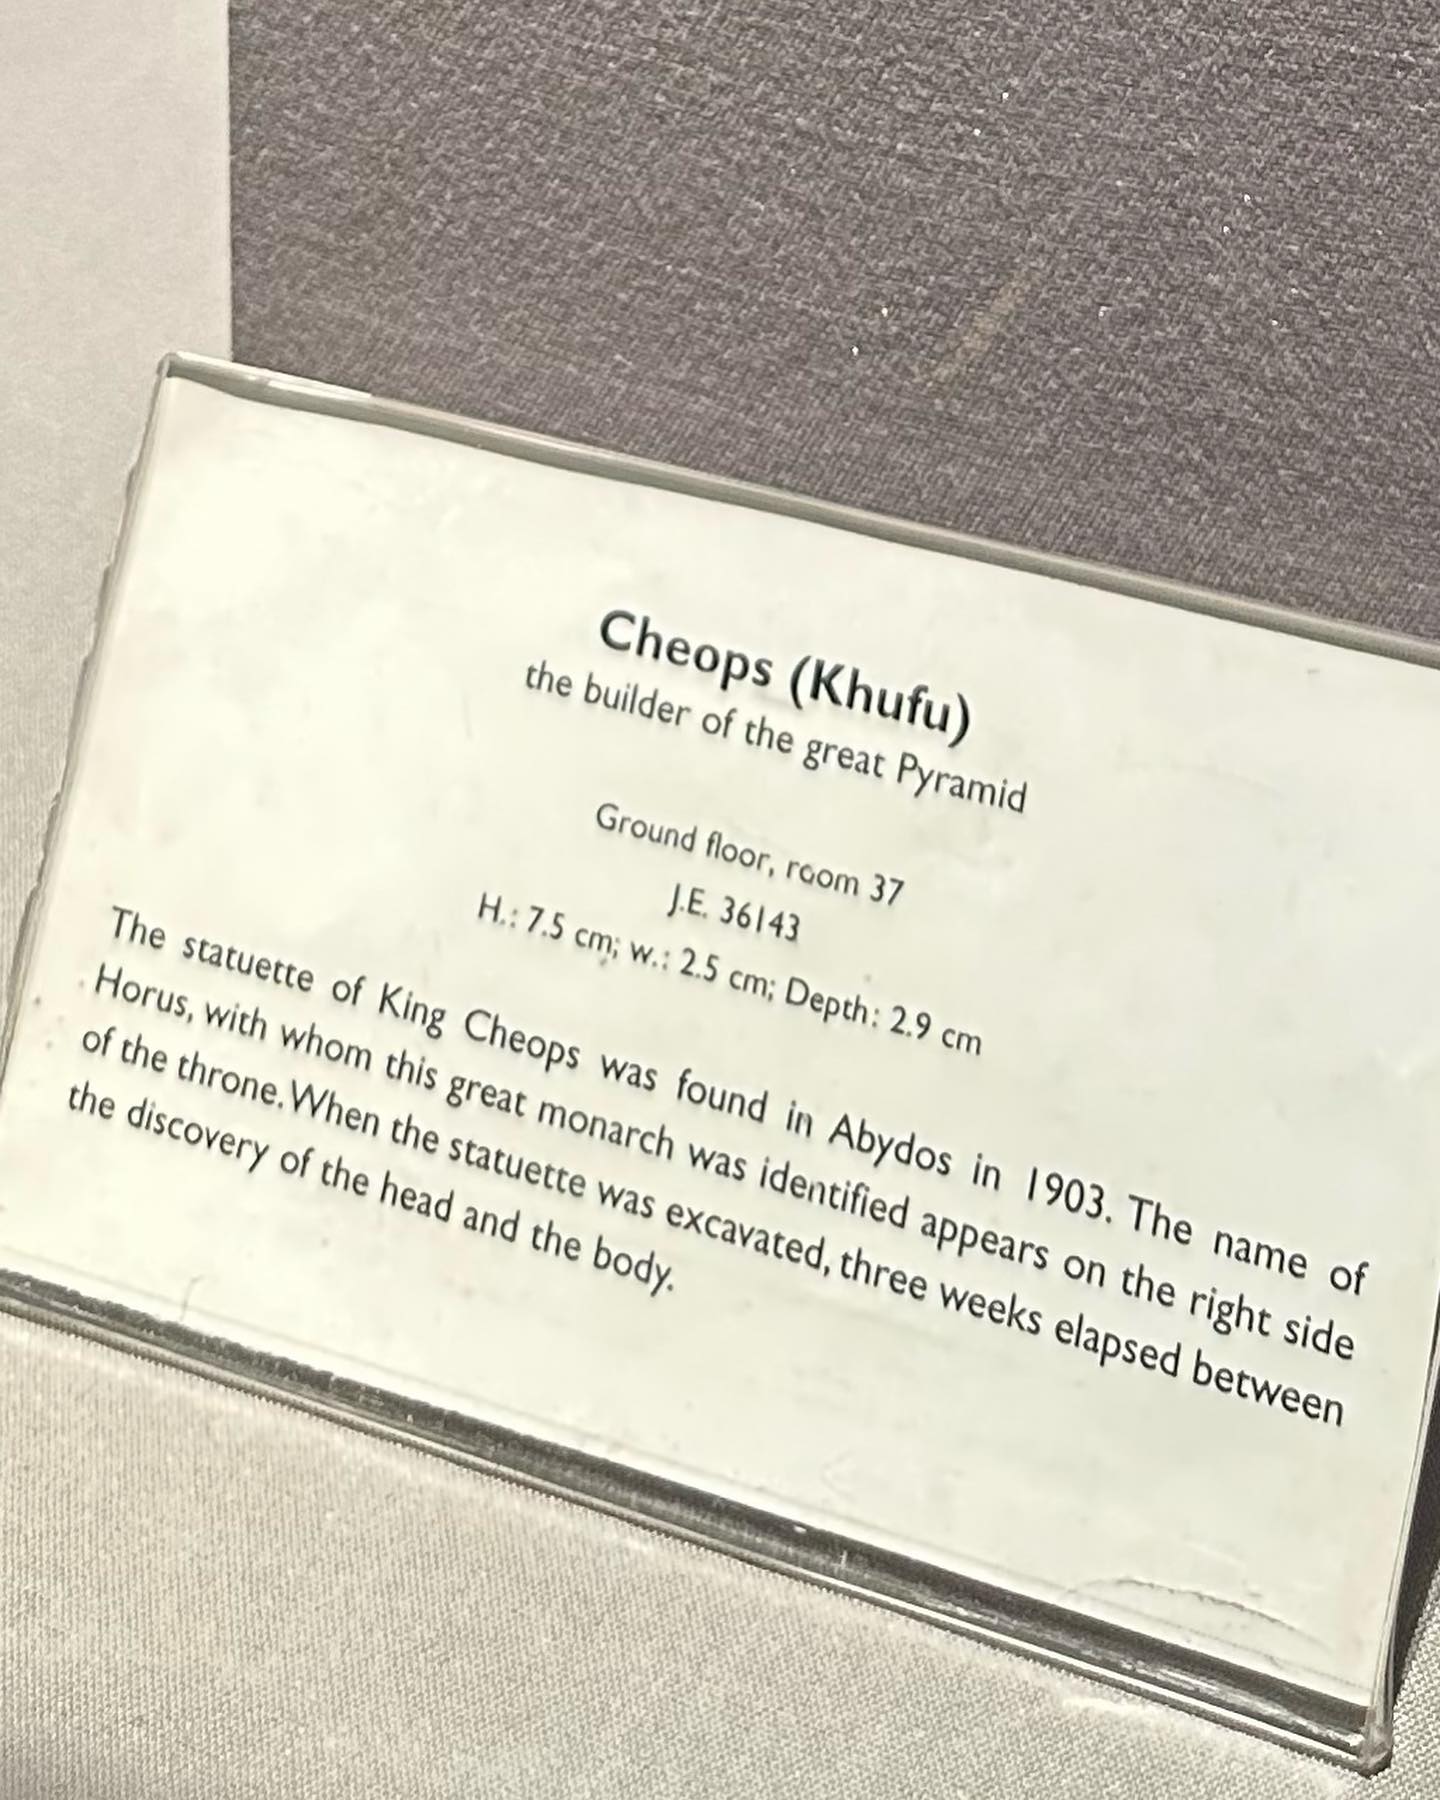 Cheops (Khufu)
the builder of the great Pyramid
Ground floor, room 37
J.E. 36143
H.: 7.5 cm; w.: 2.5 cm; Depth: 2.9 cm
The statuette of King Cheops was found in Abydos in 1903. The name of
Horus, with whom this great monarch was identified appears on the right side
of the throne. When the statuette was excavated, three weeks elapsed between
the discovery of the head and the body.